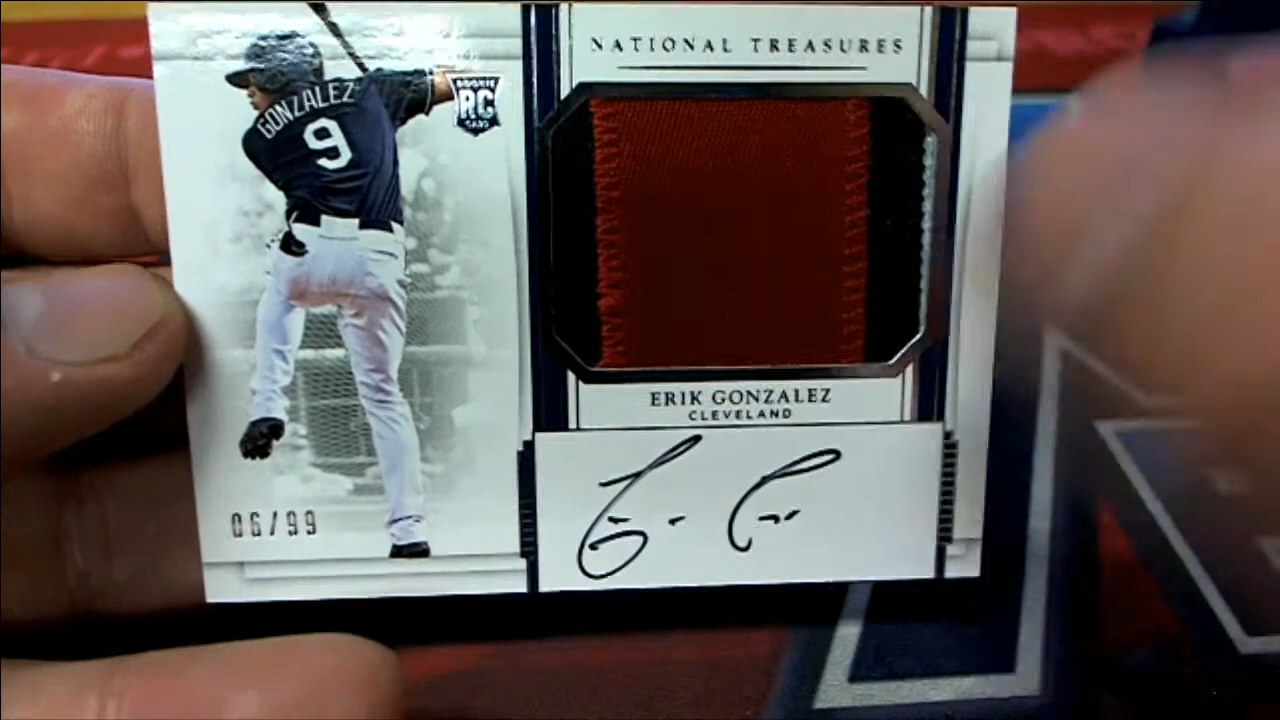 GONZALEZ
9
ROOKIE
RC
CARD
NATIONAL TREASURES
ERIK GONZALEZ
CLEVELAND
06/99